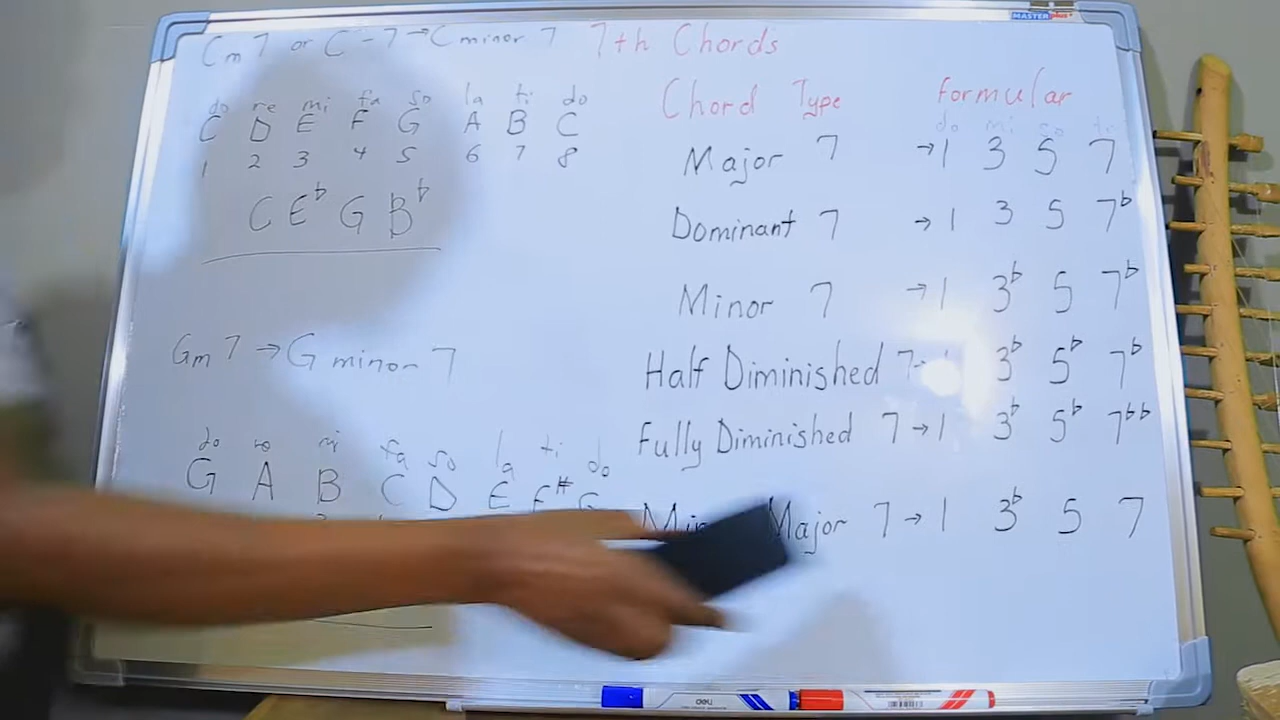 Cm7 or C-7→C minor 7 7th Chords
do re mi fa so la ti do
C D E F G A B C
1 2 3 4 5 6 7 8
C E♭ G B♭
Gm7 → G minor 7
do mi fa so la ti do
G A B C D E F# G
Chord Type
Formular
do mi so ti
Major 7 → 1 3 5 7
Dominant 7 → 1 3 5 7♭
Minor 7 → 1 3♭ 5 7♭
Half Diminished 7 3♭ 5♭ 7♭
Fully Diminished 7 → 1 3♭ 5♭ 7♭♭
Major 7 → 1 3♭ 5 7
MASTER
deli